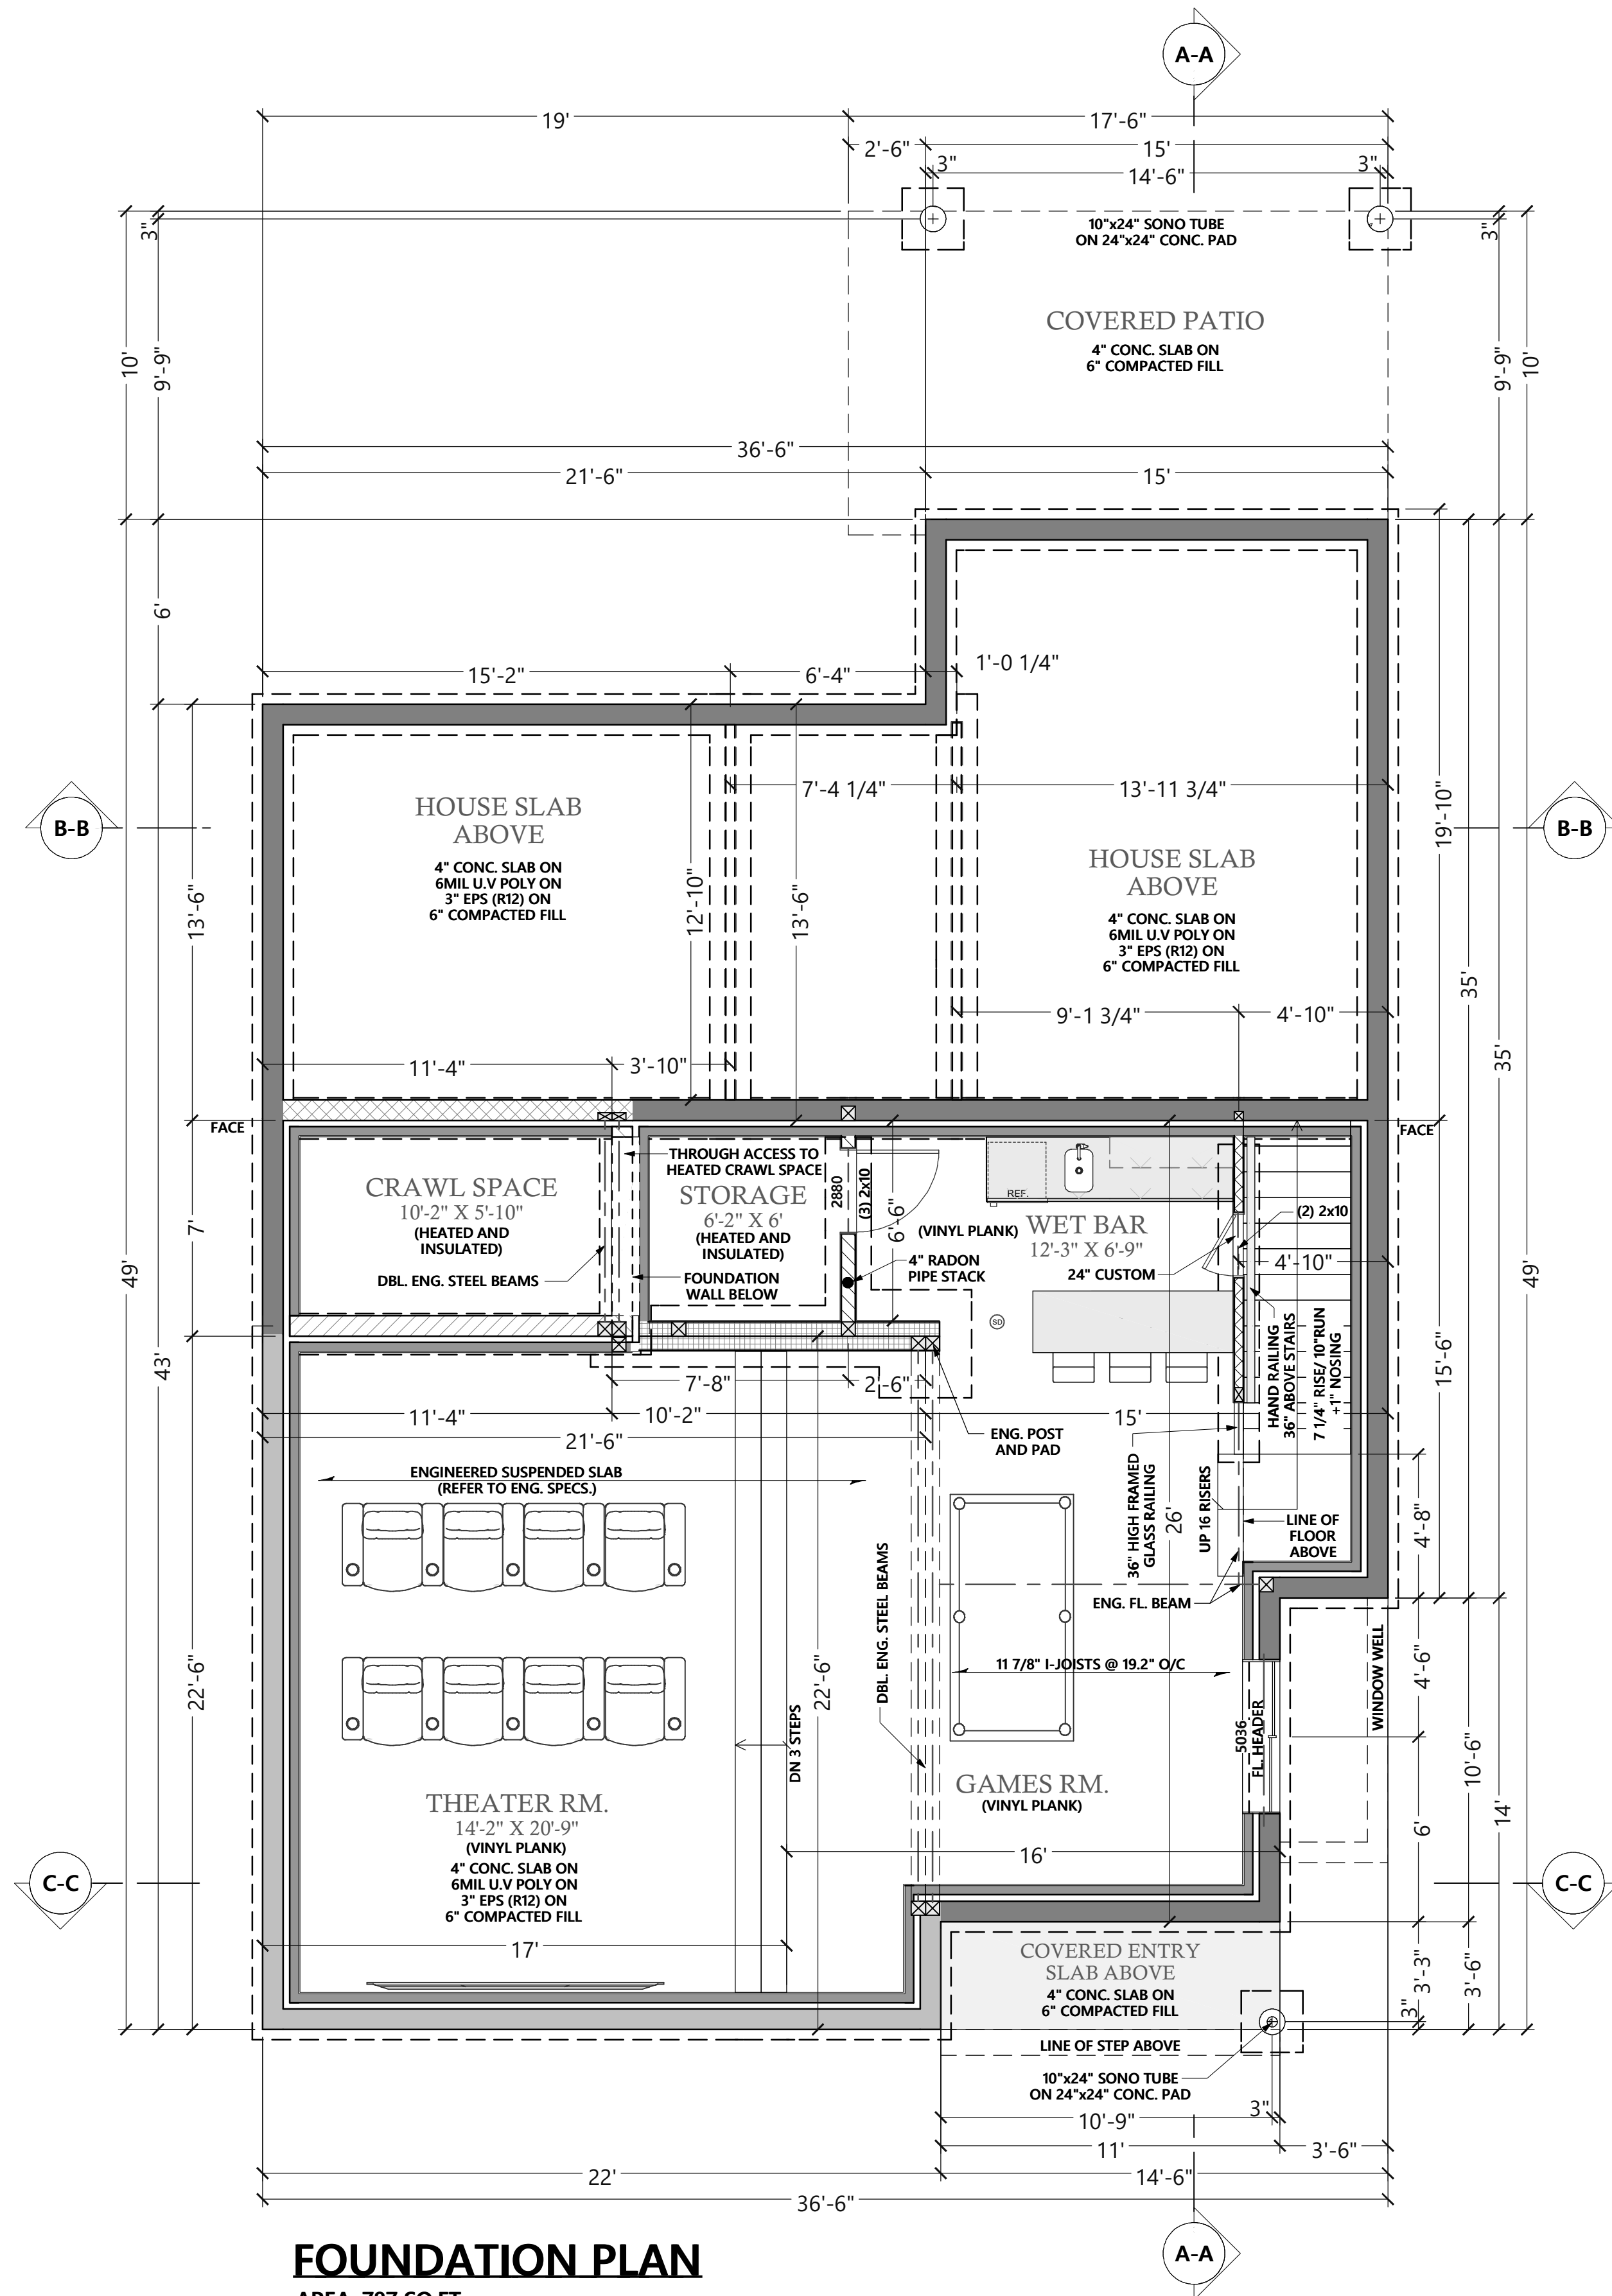 A-A
19'
17'-6"
2'-6"
15'
3"
14'-6"
3"
3"
3"
10"x24" SONO TUBE
ON 24"x24" CONC. PAD
COVERED PATIO
4" CONC. SLAB ON
6" COMPACTED FILL
10'
9'-9"
9'-9"
10'
36'-6"
21'-6"
15'
6'
15'-2"
6'-4"
1'-0 1/4"
7'-4 1/4"
13'-11 3/4"
B-B
B-B
HOUSE SLAB
ABOVE
4" CONC. SLAB ON
6MIL U.V POLY ON
3" EPS (R12) ON
6" COMPACTED FILL
HOUSE SLAB
ABOVE
4" CONC. SLAB ON
6MIL U.V POLY ON
3" EPS (R12) ON
6" COMPACTED FILL
13'-6"
12'-10"
13'-6"
19'-10"
35'
35'
9'-1 3/4"
4'-10"
11'-4"
3'-10"
FACE
FACE
THROUGH ACCESS TO
HEATED CRAWL SPACE
CRAWL SPACE
10'-2" X 5'-10"
(HEATED AND
INSULATED)
DBL. ENG. STEEL BEAMS
STORAGE
6'-2" X 6'
(HEATED AND
INSULATED)
FOUNDATION
WALL BELOW
2880
(3) 2x10
6'-6"
REF.
(VINYL PLANK)
WET BAR
12'-3" X 6'-9"
4" RADON
PIPE STACK
24" CUSTOM
(2) 2x10
4'-10"
SD
7'
49'
43'
49'
HAND RAILING
36" ABOVE STAIRS
7 1/4" RISE/ 10"RUN
+1" NOSING
15'-6"
7'-8"
2'-6"
11'-4"
10'-2"
15'
21'-6"
ENG. POST
AND PAD
ENGINEERED SUSPENDED SLAB
(REFER TO ENG. SPECS.)
36" HIGH FRAMED
GLASS RAILING
26'
UP 16 RISERS
LINE OF
FLOOR
ABOVE
4'-8"
DBL. ENG. STEEL BEAMS
ENG. FL. BEAM
22'-6"
22'-6"
11 7/8" I-JOISTS @ 19.2" O/C
5036
FL. HEADER
WINDOW WELL
4'-6"
DN 3 STEPS
GAMES RM.
(VINYL PLANK)
THEATER RM.
14'-2" X 20'-9"
(VINYL PLANK)
4" CONC. SLAB ON
6MIL U.V POLY ON
3" EPS (R12) ON
6" COMPACTED FILL
10'-6"
14'
6'
16'
C-C
C-C
17'
COVERED ENTRY
SLAB ABOVE
4" CONC. SLAB ON
6" COMPACTED FILL
3'-3"
3'-6"
3"
LINE OF STEP ABOVE
10"x24" SONO TUBE
ON 24"x24" CONC. PAD
10'-9"
3"
11'
3'-6"
22'
14'-6"
36'-6"
A-A
FOUNDATION PLAN